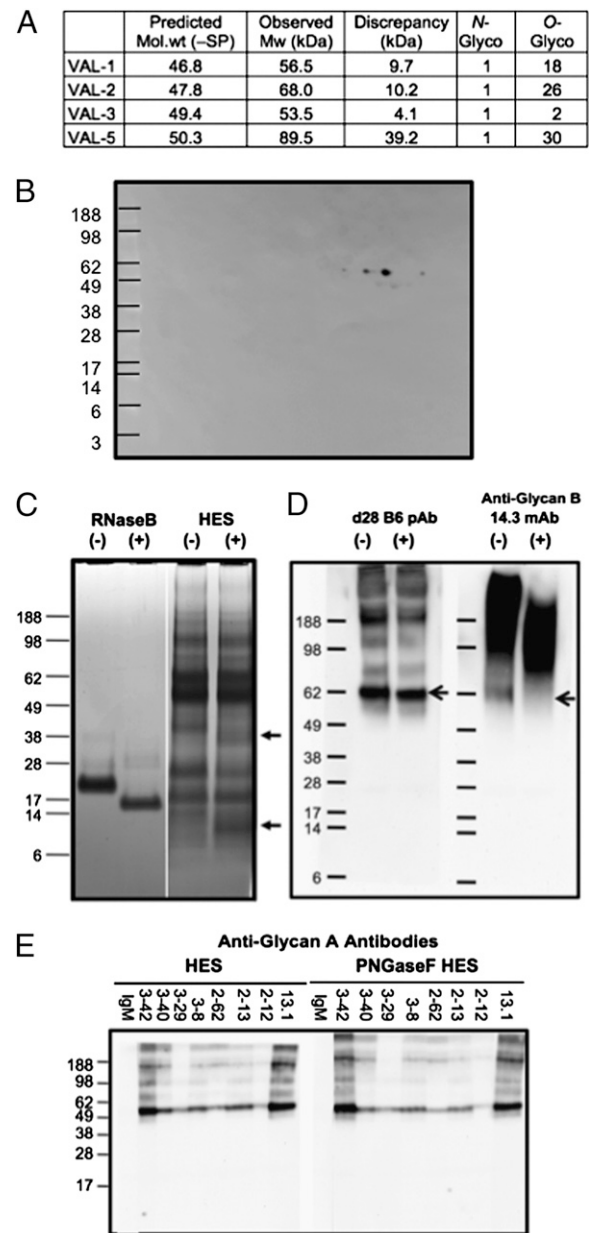 A
Predicted Mol.wt (–SP) Observed Mw (kDa) Discrepancy (kDa) N-Glyco O-Glyco
VAL-1 46.8 56.5 9.7 1 18
VAL-2 47.8 68.0 10.2 1 26
VAL-3 49.4 53.5 4.1 1 2
VAL-5 50.3 89.5 39.2 1 30
B
188
98
62
49
38
28
17
14
6
3
C
RNaseB HES
(-) (+) (-) (+)
188
98
62
49
38
28
17
14
6
D
Anti-Glycan B
d28 B6 pAb 14.3 mAb
(-) (+) (-) (+)
188
98
62
49
38
28
17
14
6
E
Anti-Glycan A Antibodies
HES PNGaseF HES
IgM 3-42 3-40 3-29 3-8 2-62 2-13 2-12 13.1 IgM 3-42 3-40 3-29 3-8 2-62 2-13 2-12 13.1
188
98
62
49
38
28
17